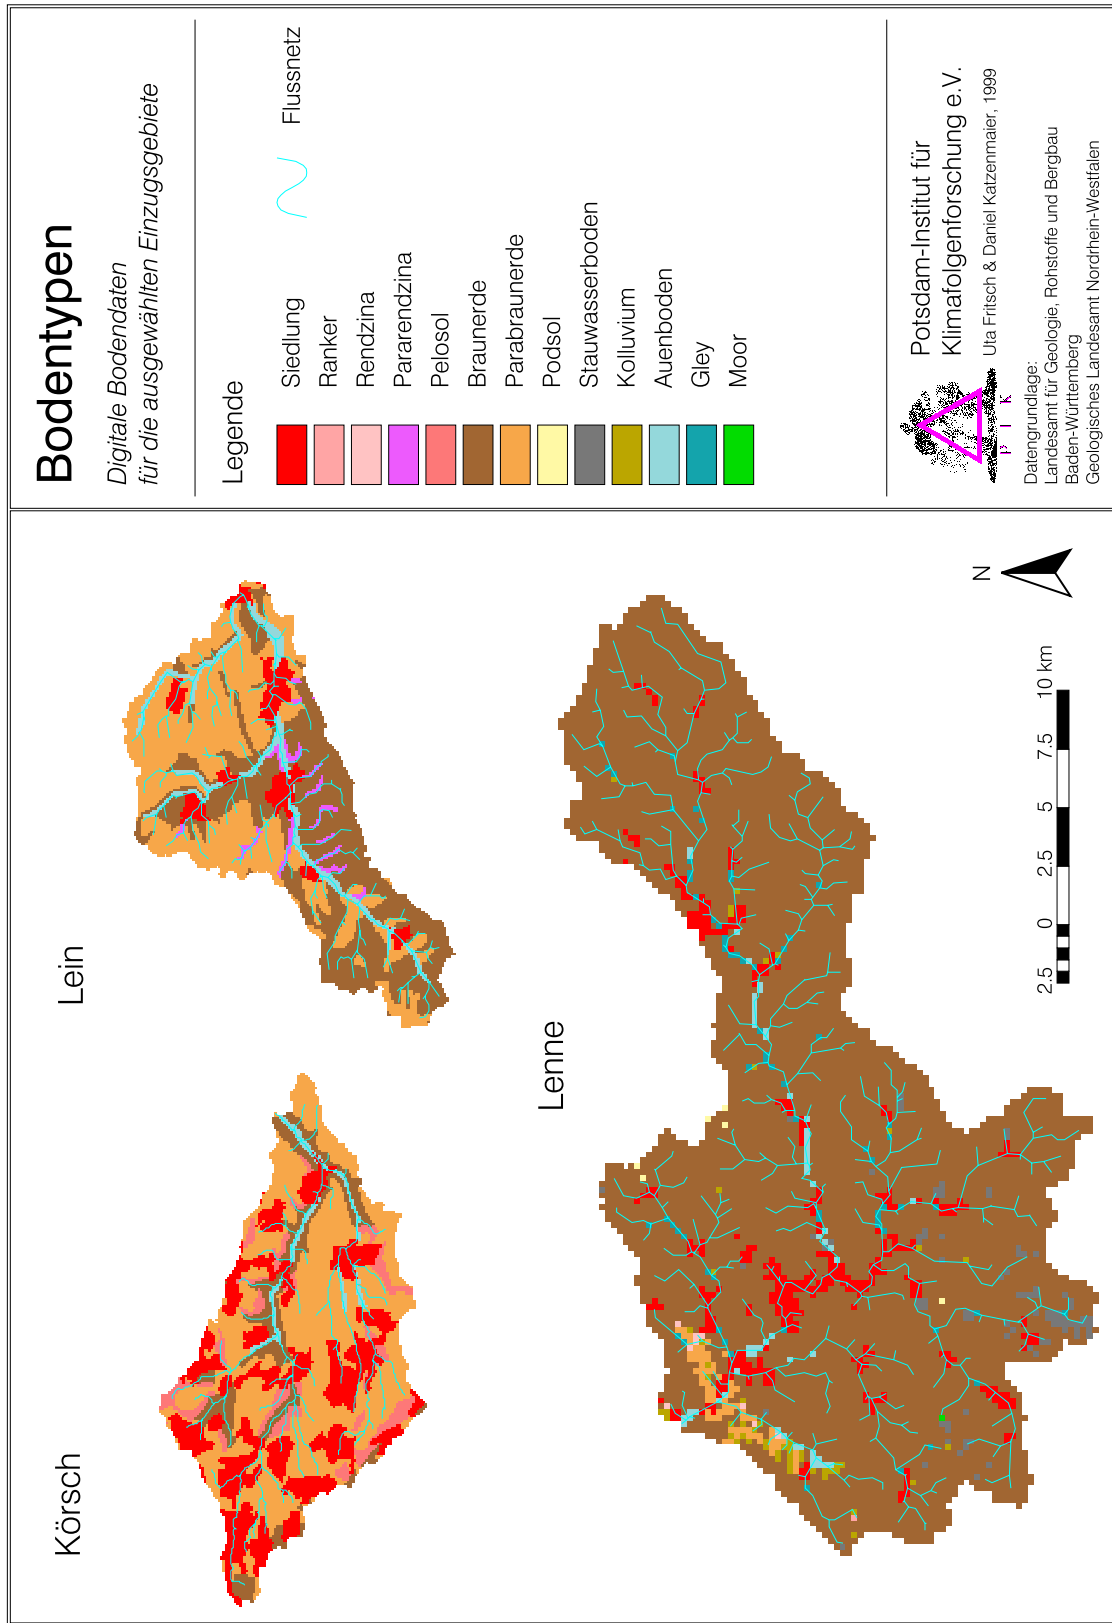 Bodentypen
Digitale Bodendaten
für die ausgewählten Einzugsgebiete
Legende
Siedlung
Ranker
Rendzina
Pararendzina
Pelosol
Braunerde
Parabraunerde
Podsol
Stauwasserboden
Kolluvium
Auenboden
Gley
Moor
Flussnetz
P I K
Potsdam-Institut für
Klimafolgenforschung e.V.
Uta Fritsch & Daniel Katzenmaier, 1999
Datengrundlage:
Landesamt für Geologie, Rohstoffe und Bergbau
Baden-Württemberg
Geologisches Landesamt Nordrhein-Westfalen
Körsch
Lein
Lenne
N
2.5 0 2.5 5 7.5 10 km